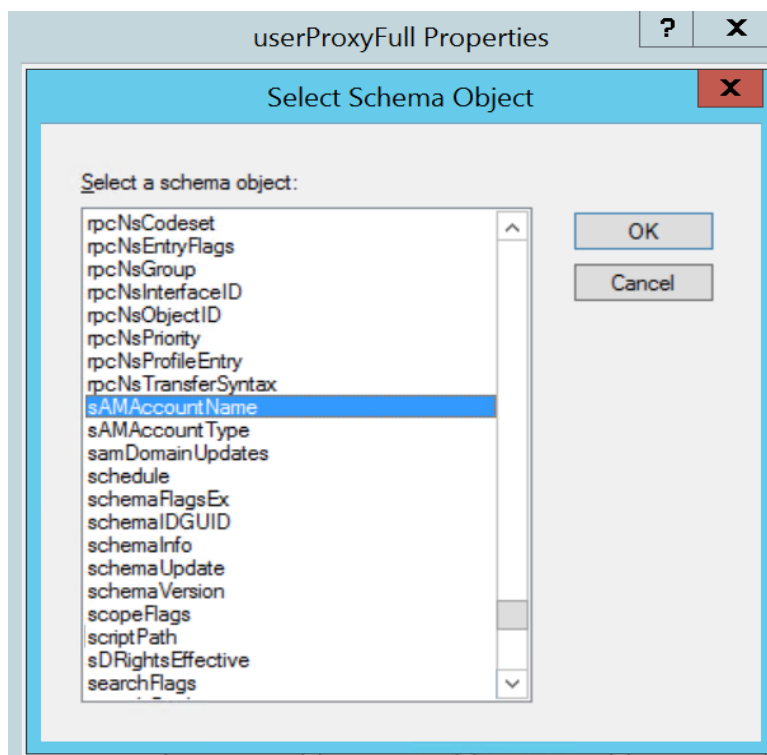 userProxyFull Properties
? X
Select Schema Object
X
Select a schema object:
rpcNsCodeset
rpcNsEntryFlags
rpcNsGroup
rpcNsInterfaceID
rpcNsObjectID
rpcNsPriority
rpcNsProfileEntry
rpcNsTransferSyntax
sAMAccountName
sAMAccountType
samDomainUpdates
schedule
schemaFlagsEx
schemaIDGUID
schemaInfo
schemaUpdate
schemaVersion
scopeFlags
scriptPath
sDRightsEffective
searchFlags
OK
Cancel